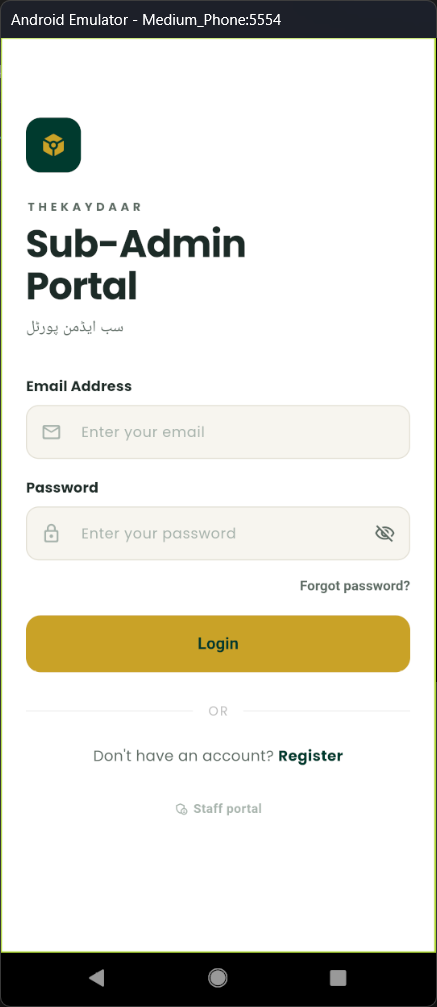 Android Emulator - Medium_Phone:5554
THEKAYDAAR
Sub-Admin
Portal
سب ایڈمن پورٹل
Email Address
Enter your email
Password
Enter your password
Forgot password?
Login
OR
Don't have an account? Register
Staff portal